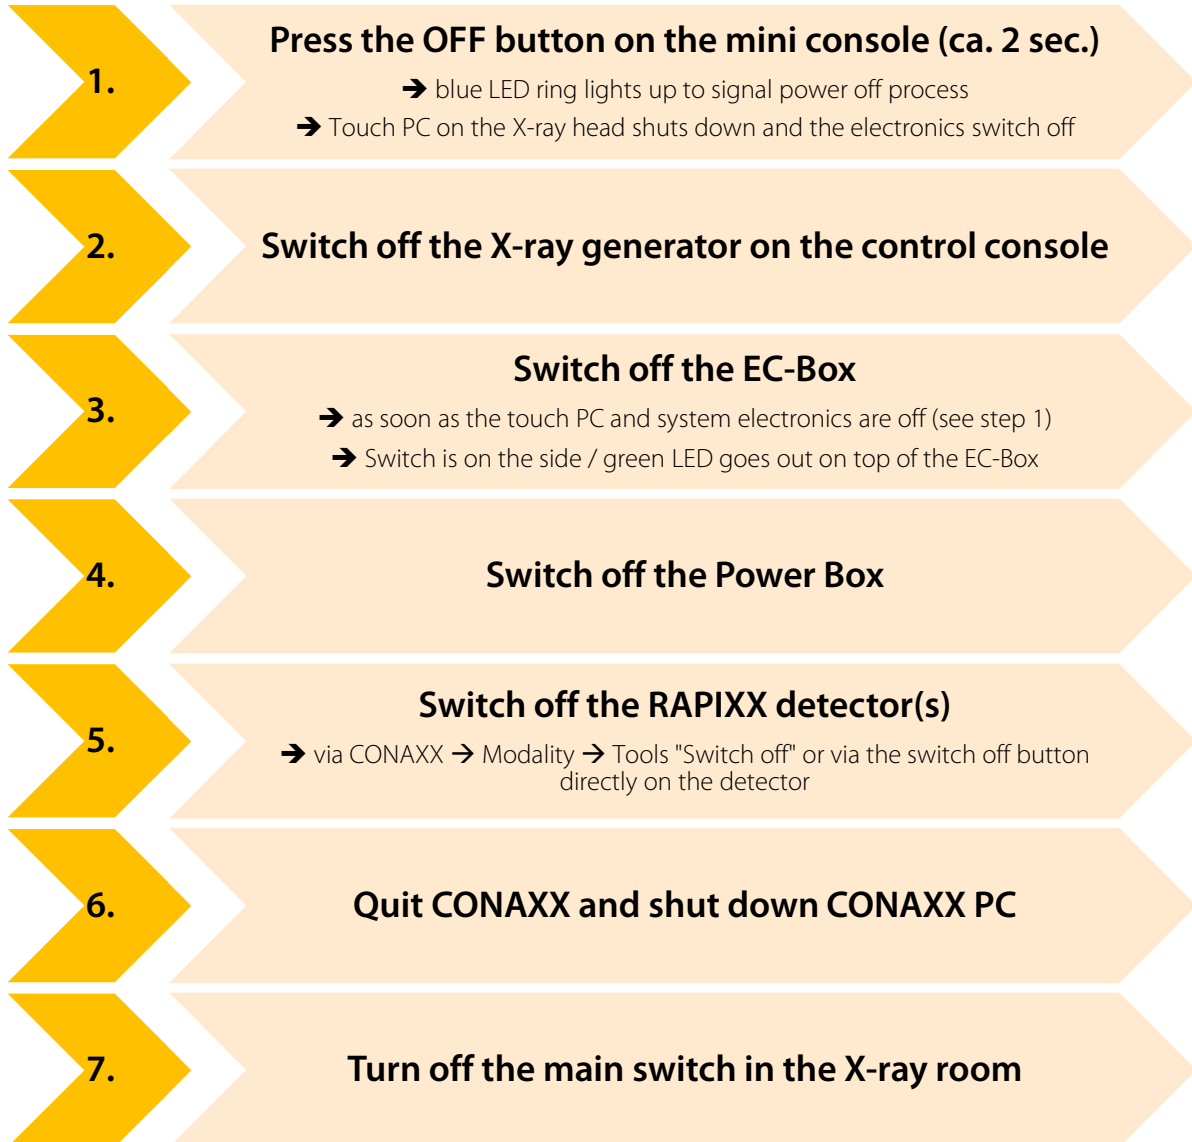 1.
Press the OFF button on the mini console (ca. 2 sec.)
➔ blue LED ring lights up to signal power off process
➔ Touch PC on the X-ray head shuts down and the electronics switch off
2.
Switch off the X-ray generator on the control console
3.
Switch off the EC-Box
➔ as soon as the touch PC and system electronics are off (see step 1)
➔ Switch is on the side / green LED goes out on top of the EC-Box
4.
Switch off the Power Box
5.
Switch off the RAPIXX detector(s)
➔ via CONAXX → Modality → Tools "Switch off" or via the switch off button
directly on the detector
6.
Quit CONAXX and shut down CONAXX PC
7.
Turn off the main switch in the X-ray room